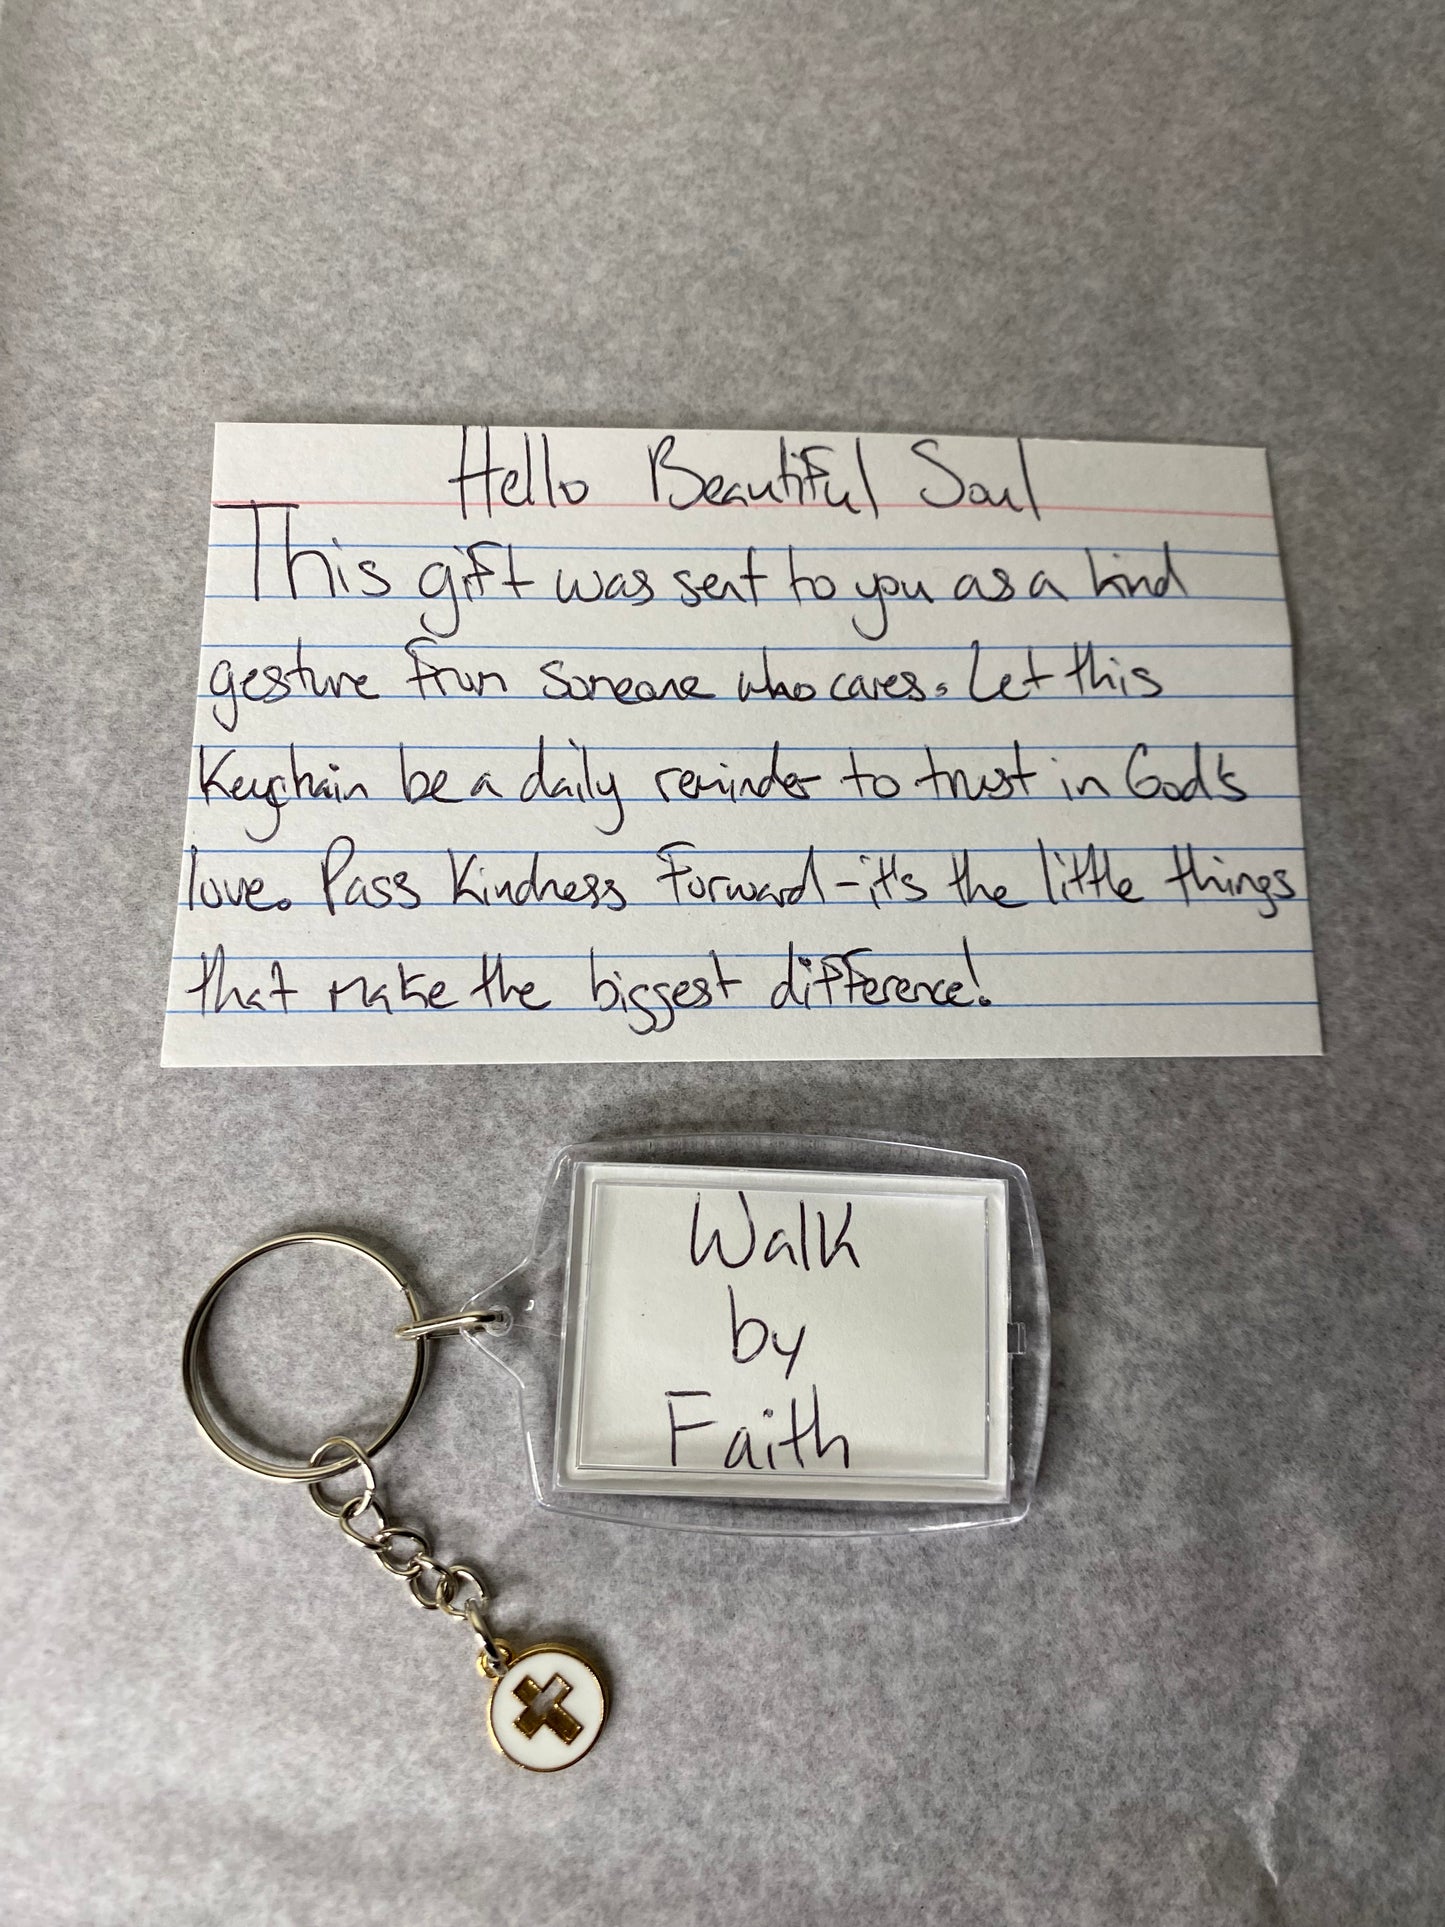 Hello Beautiful Soul
This gift was sent to you as a kind
gesture from someone who cares. Let this
Keychain be a daily reminder to trust in God's
love. Pass Kindness Forward - it's the little things
that make the biggest difference!
Walk
by
Faith